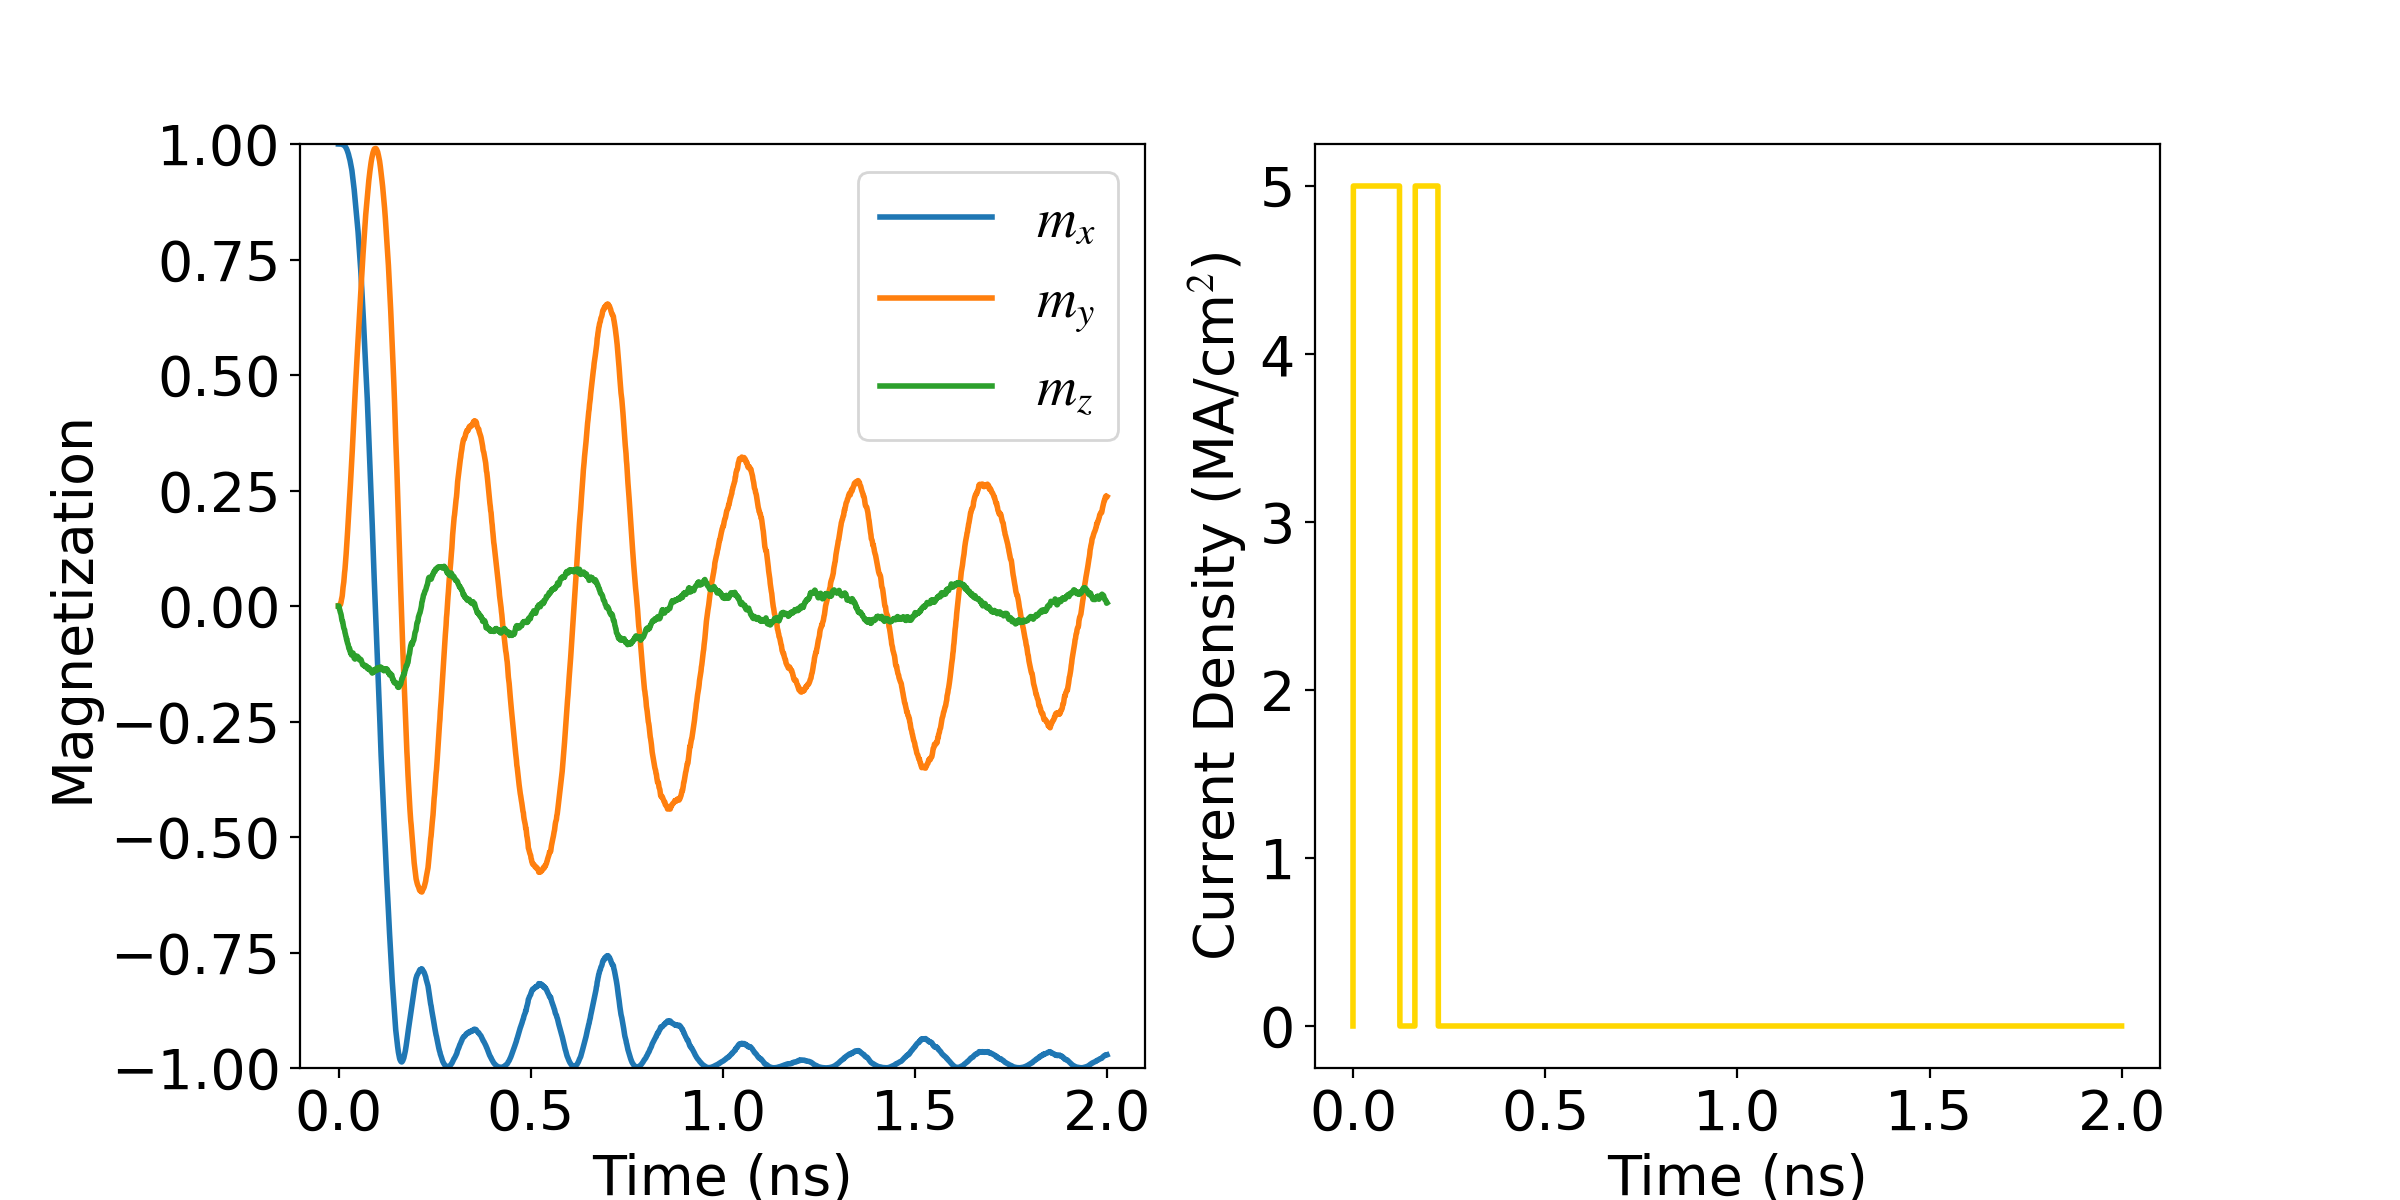 Magnetization
1.00
0.75
0.50
0.25
0.00
−0.25
−0.50
−0.75
−1.00
0.0 0.5 1.0 1.5 2.0
Time (ns)
m_x
m_y
m_z
Current Density (MA/cm²)
5
4
3
2
1
0
0.0 0.5 1.0 1.5 2.0
Time (ns)